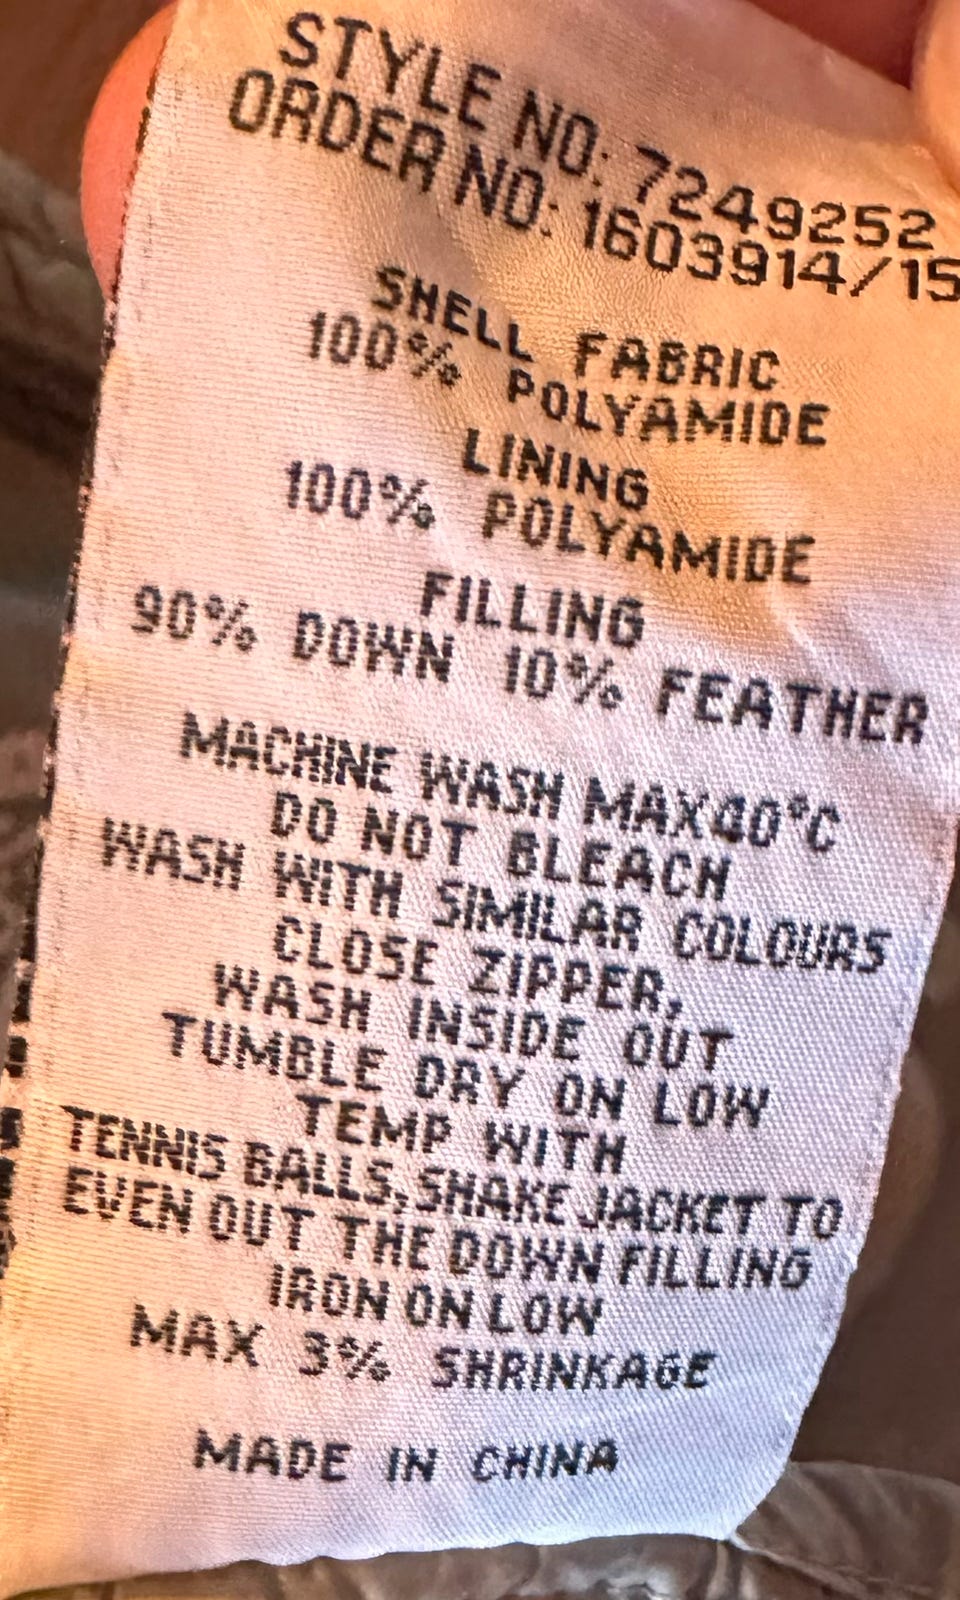 STYLE NO: 7249252
ORDER NO: 1603914/15
SHELL FABRIC
100% POLYAMIDE
LINING
100% POLYAMIDE
FILLING
90% DOWN 10% FEATHER
MACHINE WASH MAX40°C
DO NOT BLEACH
WASH WITH SIMILAR COLOURS
CLOSE ZIPPER,
WASH INSIDE OUT
TUMBLE DRY ON LOW
TEMP WITH
TENNIS BALLS,SHAKE JACKET TO
EVEN OUT THE DOWN FILLING
IRON ON LOW
MAX 3% SHRINKAGE
MADE IN CHINA